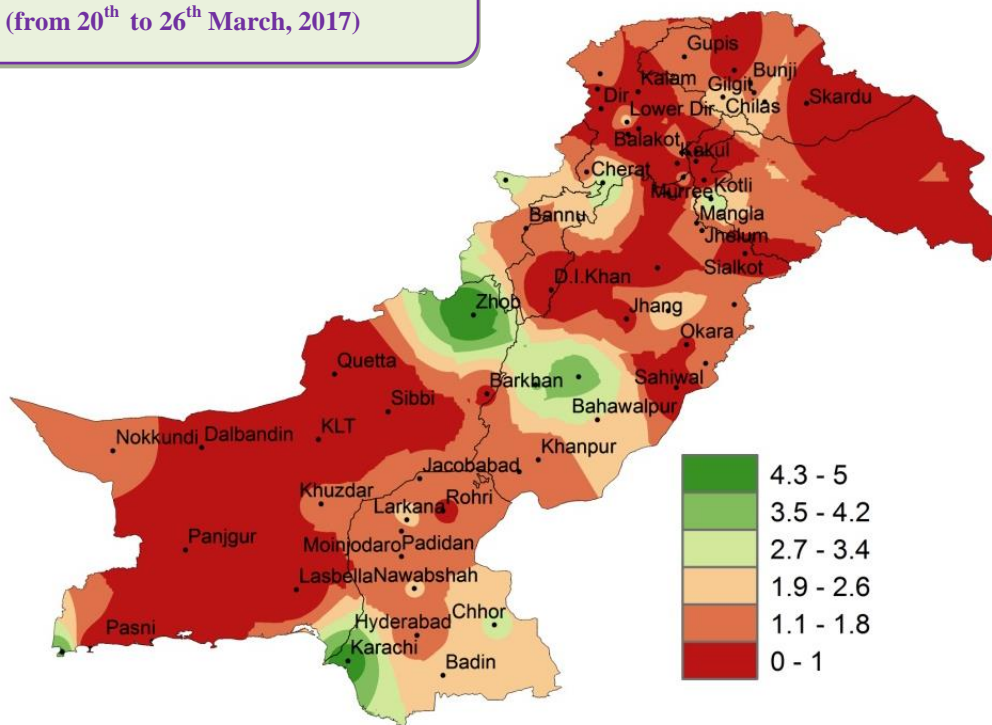 (from 20th to 26th March, 2017)
Gupis
Bunji
Kalam
Gilgit
Dir
Chilas
Skardu
Lower Dir
Balakot
Kakul
Cherat
Murree
Kotli
Bannu
Mangla
Jhelum
Sialkot
D.I.Khan
Zhob
Jhang
Okara
Quetta
Barkhan
Sahiwal
Sibbi
Bahawalpur
Nokkundi
Dalbandin
KLT
Khanpur
Jacobabad
Khuzdar
Larkana
Rohri
Panjgur
Moinjodaro
Padidan
Lasbella
Nawabshah
Chhor
Pasni
Hyderabad
Karachi
Badin
4.3 - 5
3.5 - 4.2
2.7 - 3.4
1.9 - 2.6
1.1 - 1.8
0 - 1